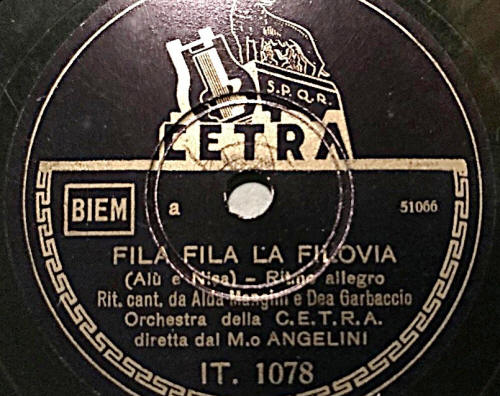 S.P.Q.R.
CETRA
BIEM a 51066
FILA FILA LA FILOVIA
(Alù e Nisa) - Ritmo allegro
Rit. cant. da Alda Mangini e Dea Garbaccio
Orchestra della C.E.T.R.A.
diretta dal M.o ANGELINI
IT. 1078